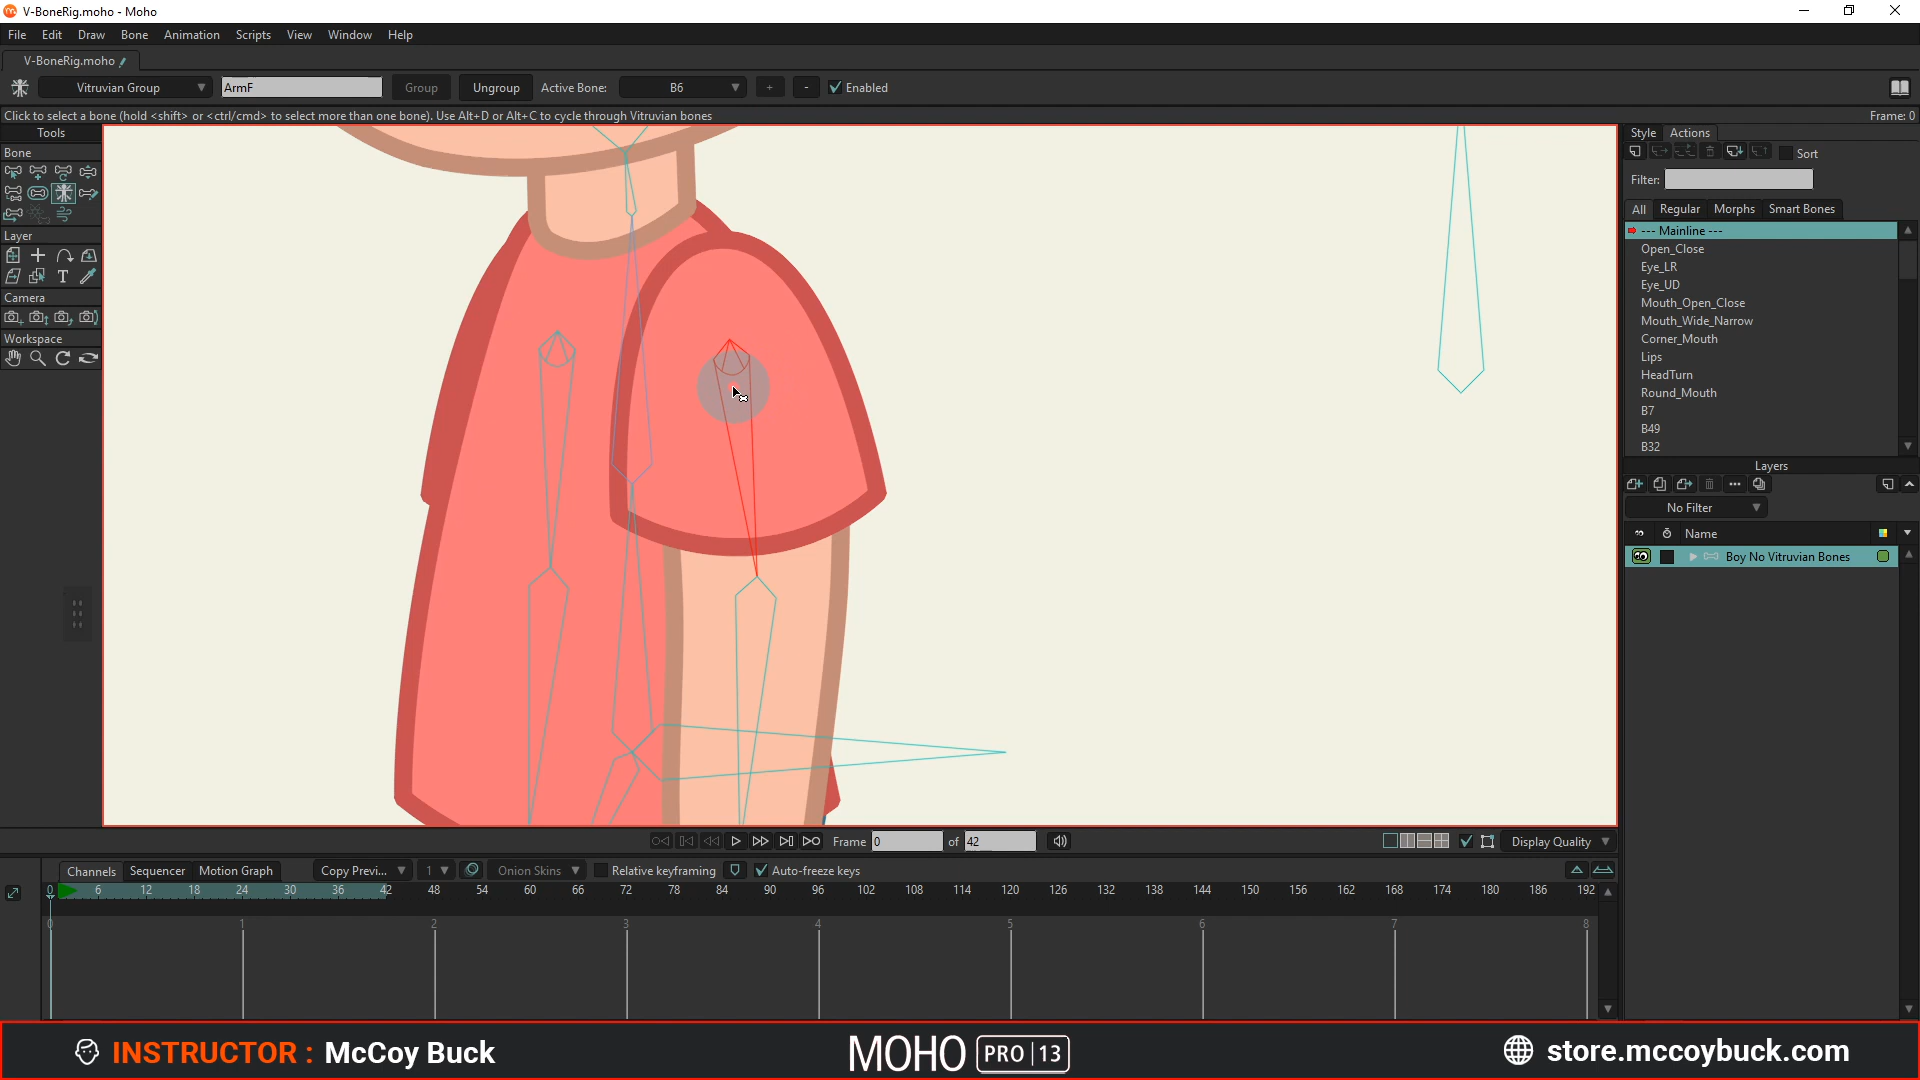 V-BoneRig.moho - Moho
File Edit Draw Bone Animation Scripts View Window Help
V-BoneRig.moho
Vitruvian Group ArmF Group Ungroup Active Bone: B6 + - Enabled
Click to select a bone (hold <shift> or <ctrl/cmd> to select more than one bone). Use Alt+D or Alt+C to cycle through Vitruvian bones Frame: 0
Tools
Bone
Layer
Camera
Workspace
Style Actions
Sort
Filter:
All Regular Morphs Smart Bones
--- Mainline ---
Open_Close
Eye_LR
Eye_UD
Mouth_Open_Close
Mouth_Wide_Narrow
Corner_Mouth
Lips
HeadTurn
Round_Mouth
B7
B49
B32
Layers
No Filter
Name
Boy No Vitruvian Bones
Frame 0 of 42 Display Quality
Channels Sequencer Motion Graph Copy Previ... 1 Onion Skins Relative keyframing Auto-freeze keys
0 6 12 18 24 30 36 42 48 54 60 66 72 78 84 90 96 102 108 114 120 126 132 138 144 150 156 162 168 174 180 186 192
0 1 2 3 4 5 6 7 8
INSTRUCTOR : McCoy Buck MOHO PRO 13 store.mccoybuck.com